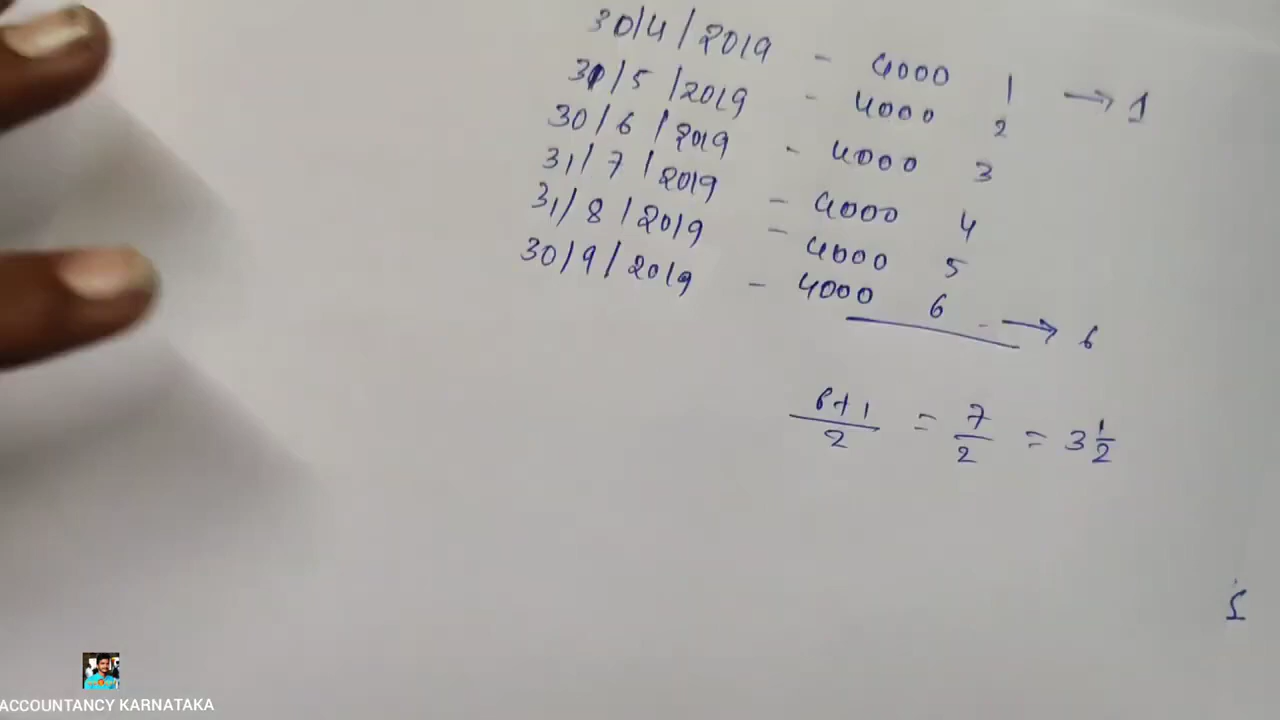 30/4/2019 - 4000 1 → 1
31/5/2019 - 4000 2
30/6/2019 - 4000 3
31/7/2019 - 4000 4
31/8/2019 - 4000 5
30/9/2019 - 4000 6 → 6
6+1/2 = 7/2 = 3 1/2
ACCOUNTANCY KARNATAKA